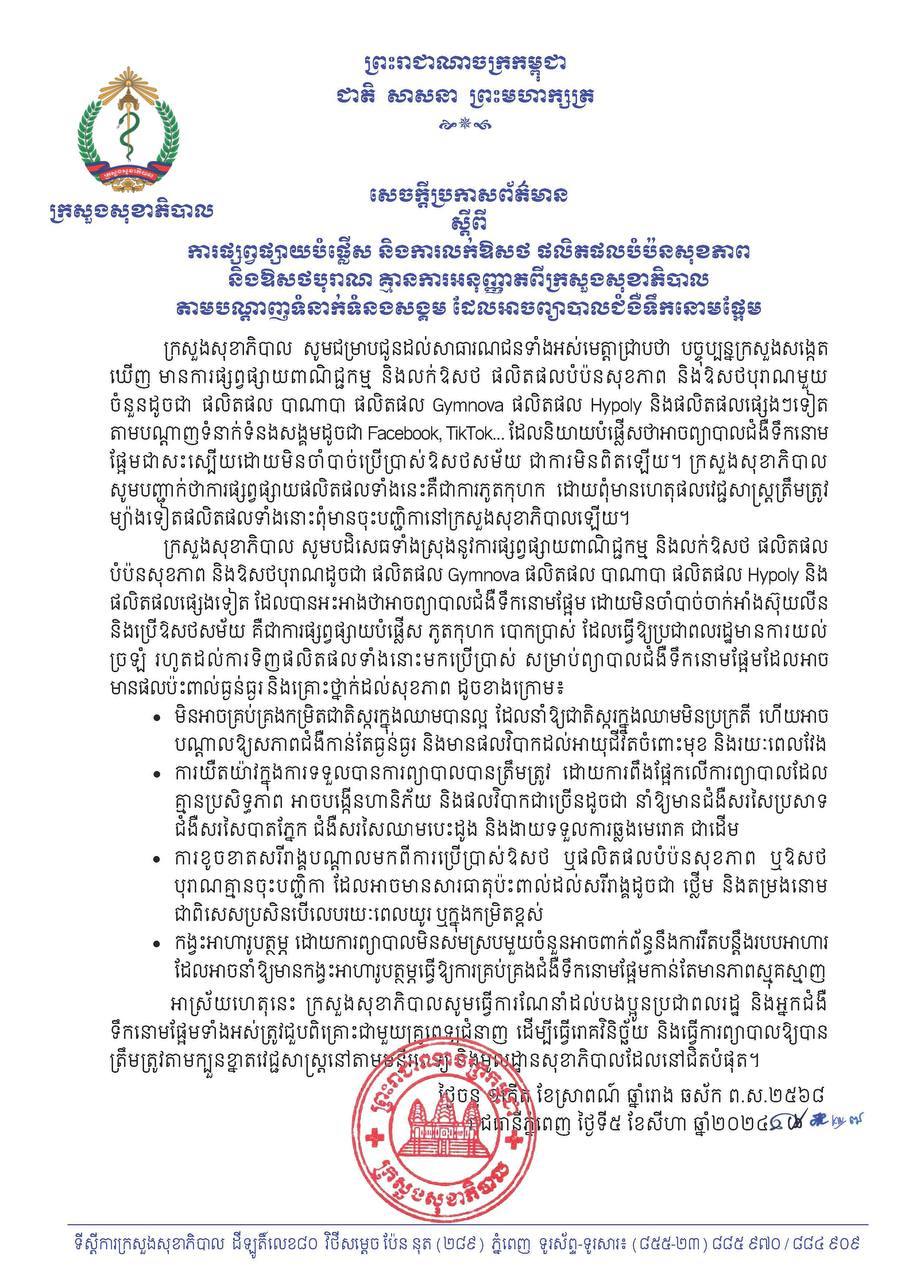 ព្រះរាជាណាចក្រកម្ពុជា
ជាតិ សាសនា ព្រះមហាក្សត្រ
ក្រសួងសុខាភិបាល
ក្រសួងសុខាភិបាល
សេចក្តីប្រកាសព័ត៌មាន
ស្តីពី
ការផ្សព្វផ្សាយបំផ្លើស និងការលក់ឱសថ ផលិតផលបំប៉នសុខភាព
និងឱសថបុរាណ គ្មានការអនុញ្ញាតពីក្រសួងសុខាភិបាល
តាមបណ្តាញទំនាក់ទំនងសង្គម ដែលអាចព្យាបាលជំងឺទឹកនោមផ្អែម
ក្រសួងសុខាភិបាល សូមជម្រាបជូនដល់សាធារណជនទាំងអស់មេត្តាជ្រាបថា បច្ចុប្បន្នក្រសួងសង្កេត
ឃើញ មានការផ្សព្វផ្សាយពាណិជ្ជកម្ម និងលក់ឱសថ ផលិតផលបំប៉នសុខភាព និងឱសថបុរាណមួយ
ចំនួនដូចជា ផលិតផល បាណាបា ផលិតផល Gymnova ផលិតផល Hypoly និងផលិតផលផ្សេងៗទៀត
តាមបណ្តាញទំនាក់ទំនងសង្គមដូចជា Facebook, TikTok... ដែលនិយាយបំផ្លើសថាអាចព្យាបាលជំងឺទឹកនោម
ផ្អែមជាសះស្បើយដោយមិនចាំបាច់ប្រើប្រាស់ឱសថសម័យ ជាការមិនពិតឡើយ។ ក្រសួងសុខាភិបាល
សូមបញ្ជាក់ថាការផ្សព្វផ្សាយផលិតផលទាំងនេះគឺជាការភូតកុហក ដោយពុំមានហេតុផលវេជ្ជសាស្ត្រត្រឹមត្រូវ
ម្យ៉ាងទៀតផលិតផលទាំងនោះពុំមានចុះបញ្ជិកានៅក្រសួងសុខាភិបាលឡើយ។
ក្រសួងសុខាភិបាល សូមបដិសេធទាំងស្រុងនូវការផ្សព្វផ្សាយពាណិជ្ជកម្ម និងលក់ឱសថ ផលិតផល
បំប៉នសុខភាព និងឱសថបុរាណដូចជា ផលិតផល Gymnova ផលិតផល បាណាបា ផលិតផល Hypoly និង
ផលិតផលផ្សេងទៀត ដែលបានអះអាងថាអាចព្យាបាលជំងឺទឹកនោមផ្អែម ដោយមិនចាំបាច់ចាក់អាំងស៊ុយលីន
និងប្រើឱសថសម័យ គឺជាការផ្សព្វផ្សាយបំផ្លើស ភូតកុហក បោកប្រាស់ ដែលធ្វើឱ្យប្រជាពលរដ្ឋមានការយល់
ច្រឡំ រហូតដល់ការទិញផលិតផលទាំងនោះមកប្រើប្រាស់ សម្រាប់ព្យាបាលជំងឺទឹកនោមផ្អែមដែលអាច
មានផលប៉ះពាល់ធ្ងន់ធ្ងរ និងគ្រោះថ្នាក់ដល់សុខភាព ដូចខាងក្រោម៖
• មិនអាចគ្រប់គ្រងកម្រិតជាតិស្ករក្នុងឈាមបានល្អ ដែលនាំឱ្យជាតិស្ករក្នុងឈាមមិនប្រក្រតី ហើយអាច
បណ្តាលឱ្យសភាពជំងឺកាន់តែធ្ងន់ធ្ងរ និងមានផលវិបាកដល់អាយុជីវិតចំពោះមុខ និងរយៈពេលវែង
• ការយឺតយ៉ាវក្នុងការទទួលបានការព្យាបាលបានត្រឹមត្រូវ ដោយការពឹងផ្អែកលើការព្យាបាលដែល
គ្មានប្រសិទ្ធភាព អាចបង្កើនហានិភ័យ និងផលវិបាកជាច្រើនដូចជា នាំឱ្យមានជំងឺសរសៃប្រសាទ
ជំងឺសរសៃបាតភ្នែក ជំងឺសរសៃឈាមបេះដូង និងងាយទទួលការឆ្លងមេរោគ ជាដើម
• ការខូចខាតសរីរាង្គបណ្តាលមកពីការប្រើប្រាស់ឱសថ ឬផលិតផលបំប៉នសុខភាព ឬឱសថ
បុរាណគ្មានចុះបញ្ជិកា ដែលអាចមានសារធាតុប៉ះពាល់ដល់សរីរាង្គដូចជា ថ្លើម និងតម្រងនោម
ជាពិសេសប្រសិនបើលេបរយៈពេលយូរ ឬក្នុងកម្រិតខ្ពស់
• កង្វះអាហារូបត្ថម្ភ ដោយការព្យាបាលមិនសមស្របមួយចំនួនអាចពាក់ព័ន្ធនឹងការរឹតបន្តឹងរបបអាហារ
ដែលអាចនាំឱ្យមានកង្វះអាហារូបត្ថម្ភធ្វើឱ្យការគ្រប់គ្រងជំងឺទឹកនោមផ្អែមកាន់តែមានភាពស្មុគស្មាញ
អាស្រ័យហេតុនេះ ក្រសួងសុខាភិបាលសូមធ្វើការណែនាំដល់បងប្អូនប្រជាពលរដ្ឋ និងអ្នកជំងឺ
ទឹកនោមផ្អែមទាំងអស់ត្រូវជួបពិគ្រោះជាមួយគ្រូពេទ្យជំនាញ ដើម្បីធ្វើរោគវិនិច្ឆ័យ និងធ្វើការព្យាបាលឱ្យបាន
ត្រឹមត្រូវតាមក្បួនខ្នាតវេជ្ជសាស្ត្រនៅតាមមន្ទីរពេទ្យ និងមូលដ្ឋានសុខាភិបាលដែលនៅជិតបំផុត។
ថ្ងៃចន្ទ ១កើត ខែស្រាពណ៍ ឆ្នាំរោង ឆស័ក ព.ស.២៥៦៨
រាជធានីភ្នំពេញ ថ្ងៃទី៥ ខែសីហា ឆ្នាំ២០២៤
ព្រះរាជាណាចក្រកម្ពុជា
ក្រសួងសុខាភិបាល
ទីស្តីការក្រសួងសុខាភិបាល ដីឡូតិ៍លេខ៨០ វិថីសម្តេច ប៉ែន នុត (២៨៩) ភ្នំពេញ ទូរស័ព្ទ-ទូរសារ៖ (៨៥៥-២៣) ៨៨៥ ៩៧០ / ៨៨៤ ៩០៩